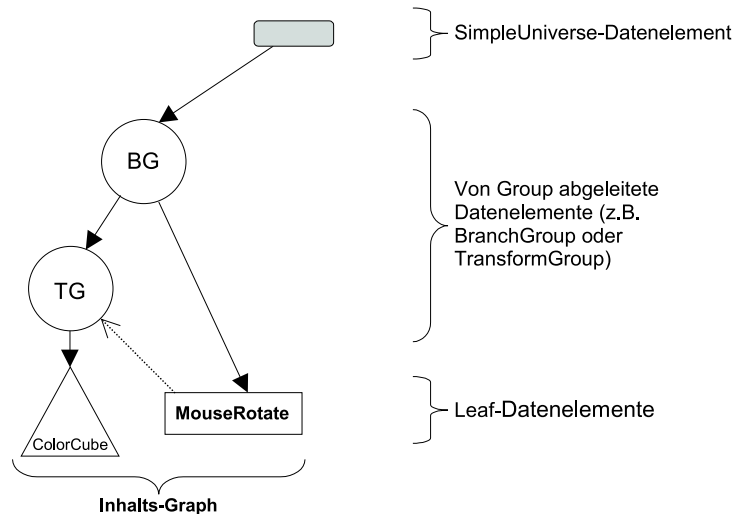 SimpleUniverse-Datenelement
BG
Von Group abgeleitete
Datenelemente (z.B.
BranchGroup oder
TransformGroup)
TG
MouseRotate
Leaf-Datenelemente
ColorCube
Inhalts-Graph